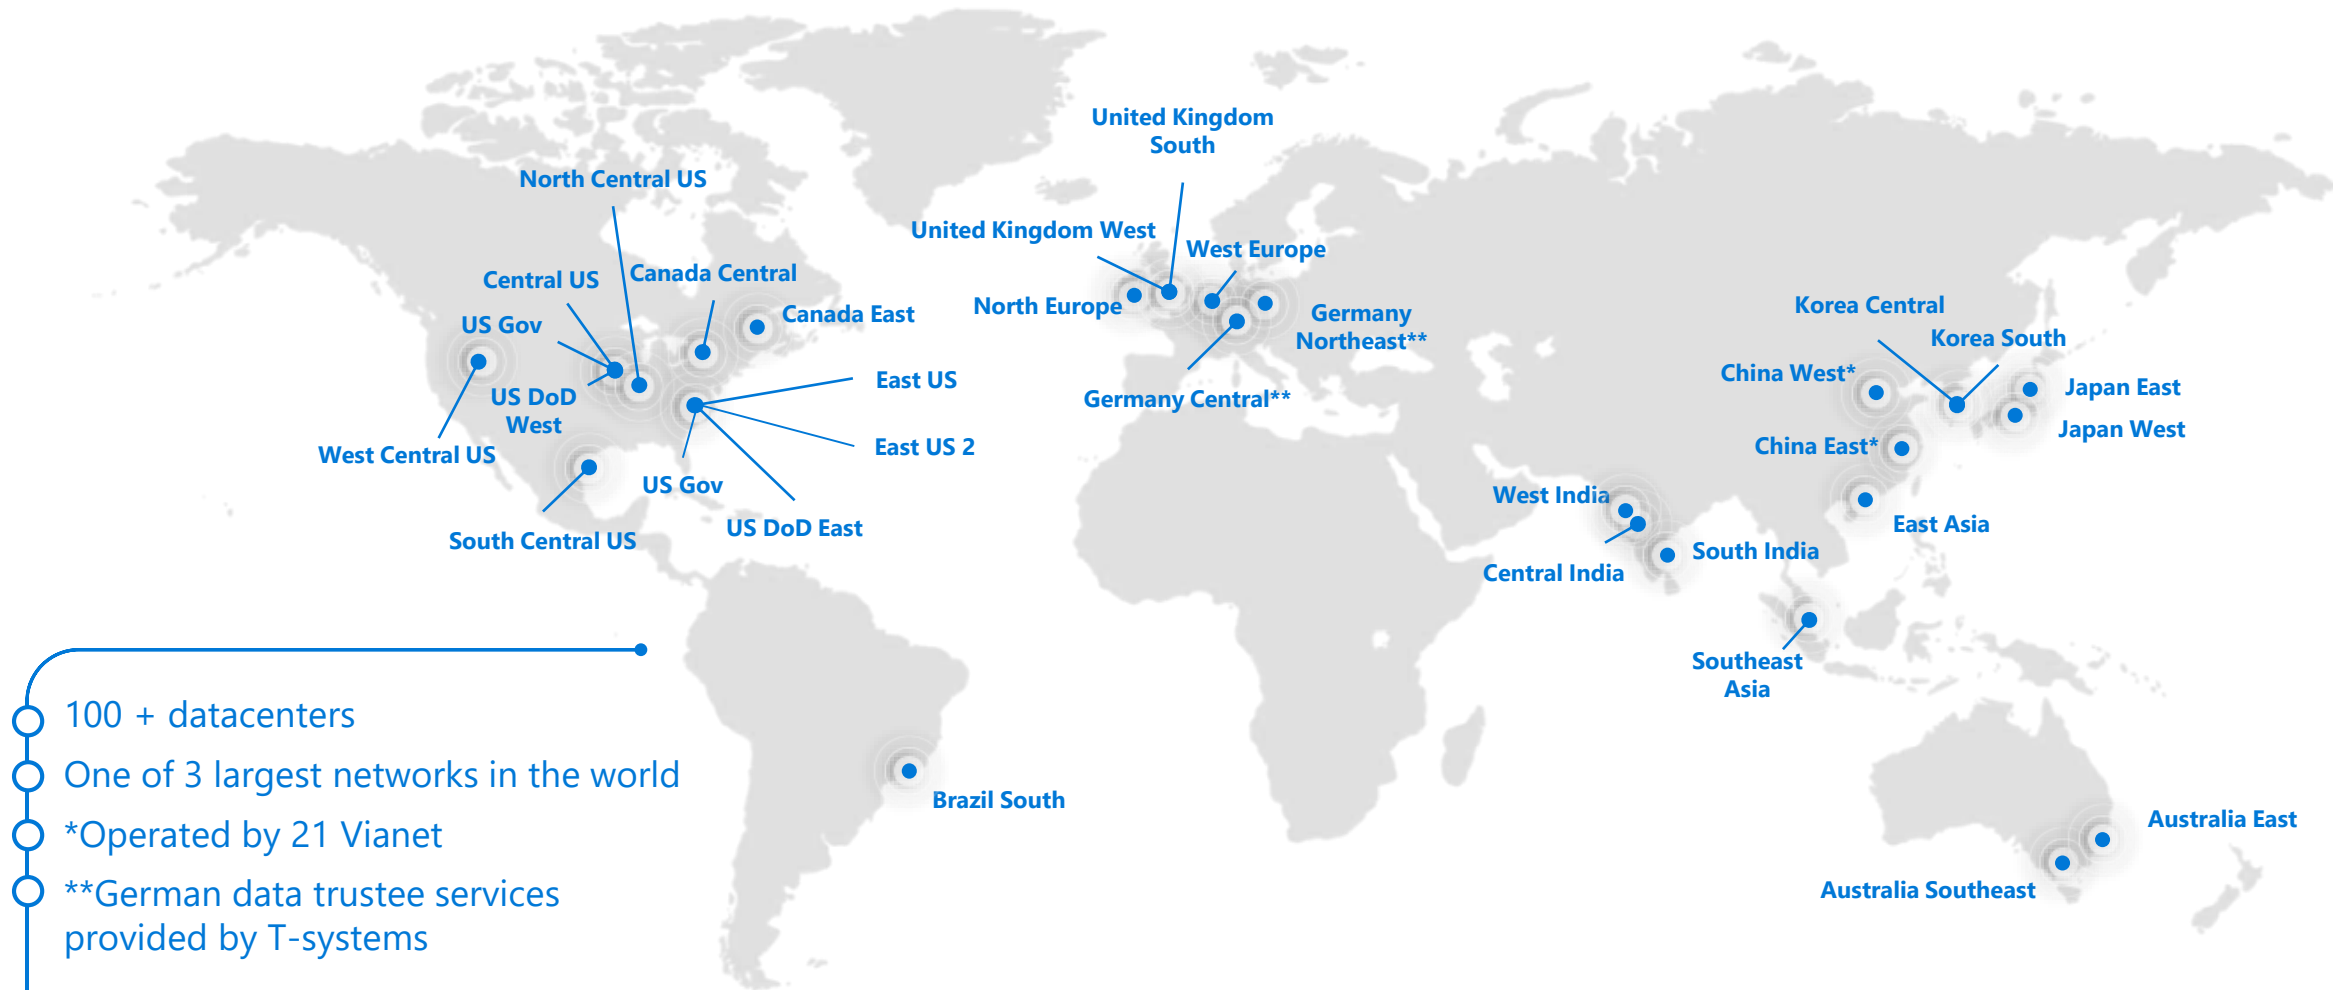 United Kingdom
South
North Central US
United Kingdom West
West Europe
Central US
Canada Central
Canada East
US Gov
North Europe
Germany
Northeast**
Korea Central
Korea South
US DoD
West
East US
Germany Central**
China West*
Japan East
Japan West
West Central US
East US 2
China East*
US Gov
West India
South Central US
US DoD East
East Asia
South India
Central India
Southeast
Asia
100 + datacenters
One of 3 largest networks in the world
*Operated by 21 Vianet
**German data trustee services
provided by T-systems
Brazil South
Australia East
Australia Southeast